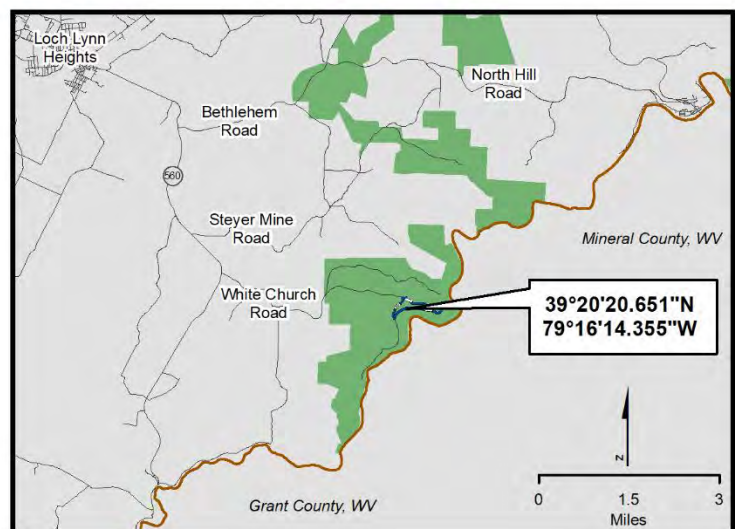 Loch Lynn
Heights
North Hill
Road
Bethlehem
Road
560
Steyer Mine
Road
Mineral County, WV
White Church
Road
39°20'20.651"N
79°16'14.355"W
Z
0 1.5 3
Miles
Grant County, WV